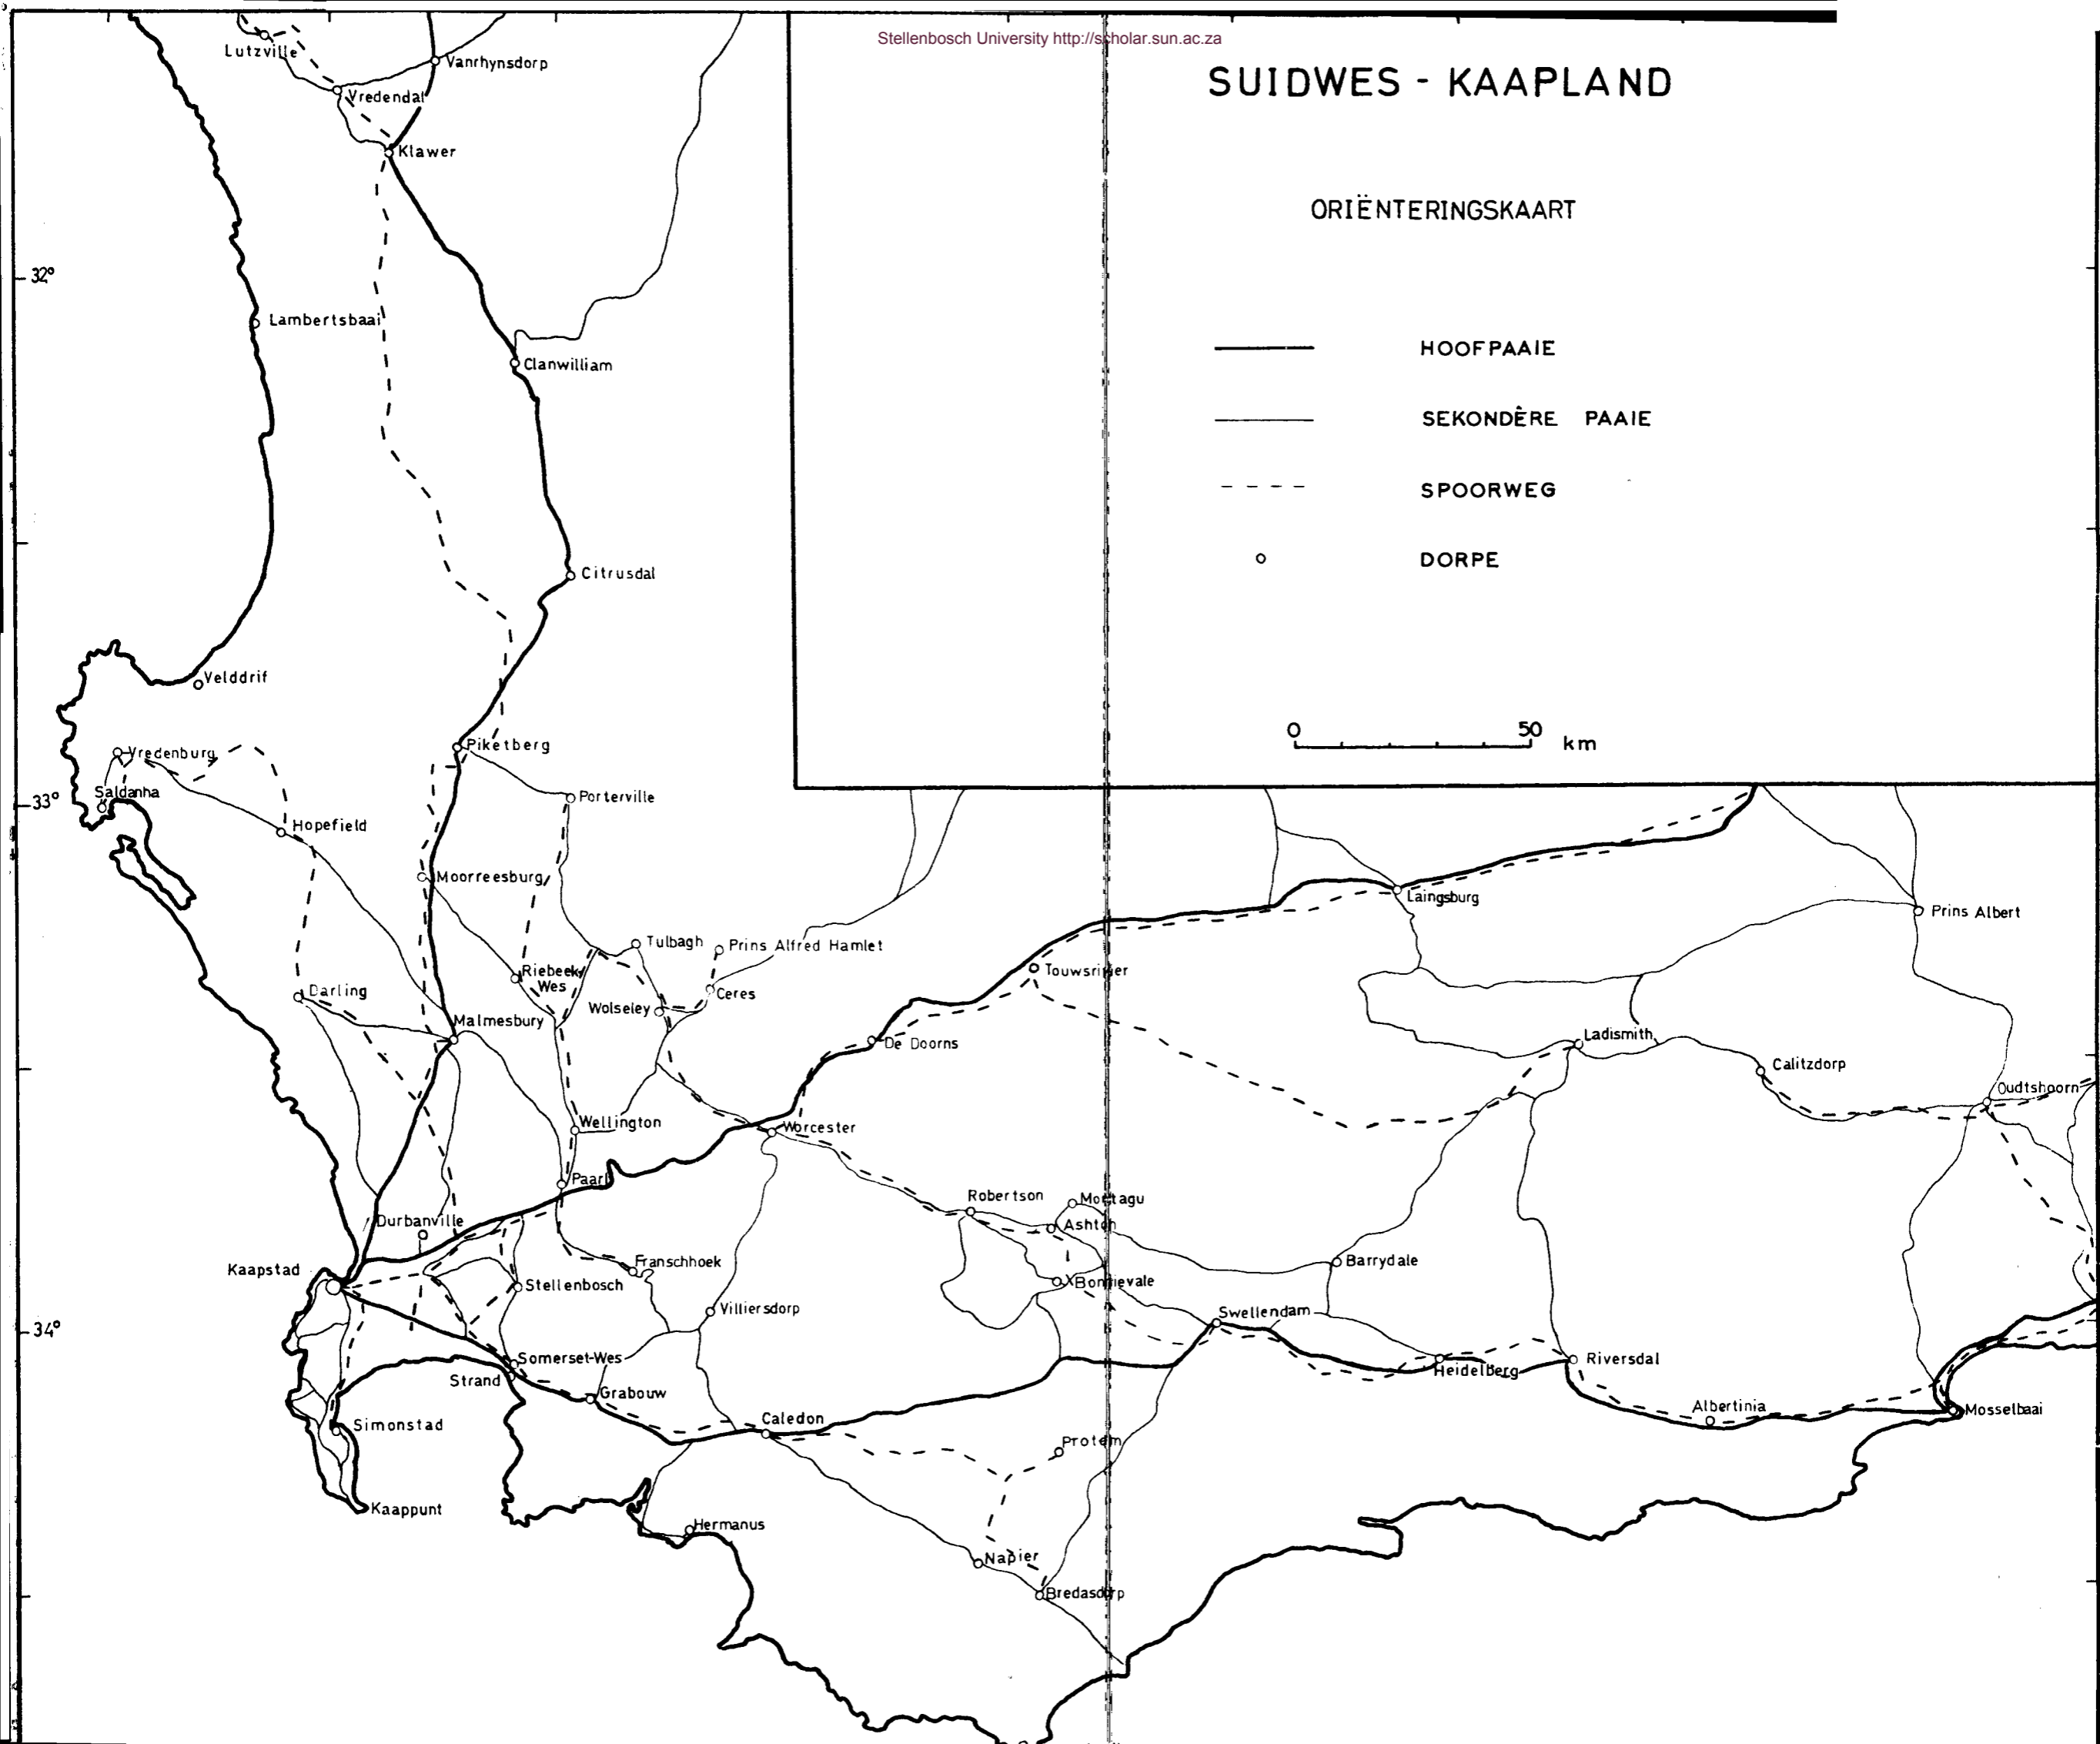 Stellenbosch University http://scholar.sun.ac.za
SUIDWES - KAAPLAND
ORIËNTERINGSKAART
HOOFPAAIE
SEKONDÊRE PAAIE
SPOORWEG
DORPE
0 50 km
Lutzville
Vanrhynsdorp
Vredendal
Klawer
32°
Lambertsbaai
Clanwilliam
Citrusdal
Velddrif
Piketberg
Vredenburg
Saldanha
33°
Porterville
Hopefield
Moorreesburg
Laingsburg
Prins Albert
Tulbagh
Prins Alfred Hamlet
Riebeek-
Wes
Touwsrivier
Darling
Ceres
Wolseley
Malmesbury
De Doorns
Ladismith
Calitzdorp
Oudtshoorn
Wellington
Worcester
Paarl
Robertson
Montagu
Durbanville
Ashton
Franschhoek
Barrydale
Kaapstad
Stellenbosch
Bonnievale
Villiersdorp
Swellendam
34°
Somerset-Wes
Strand
Heidelberg
Riversdal
Grabouw
Albertinia
Mosselbaai
Simonstad
Caledon
Protem
Kaappunt
Hermanus
Napier
Bredasdorp